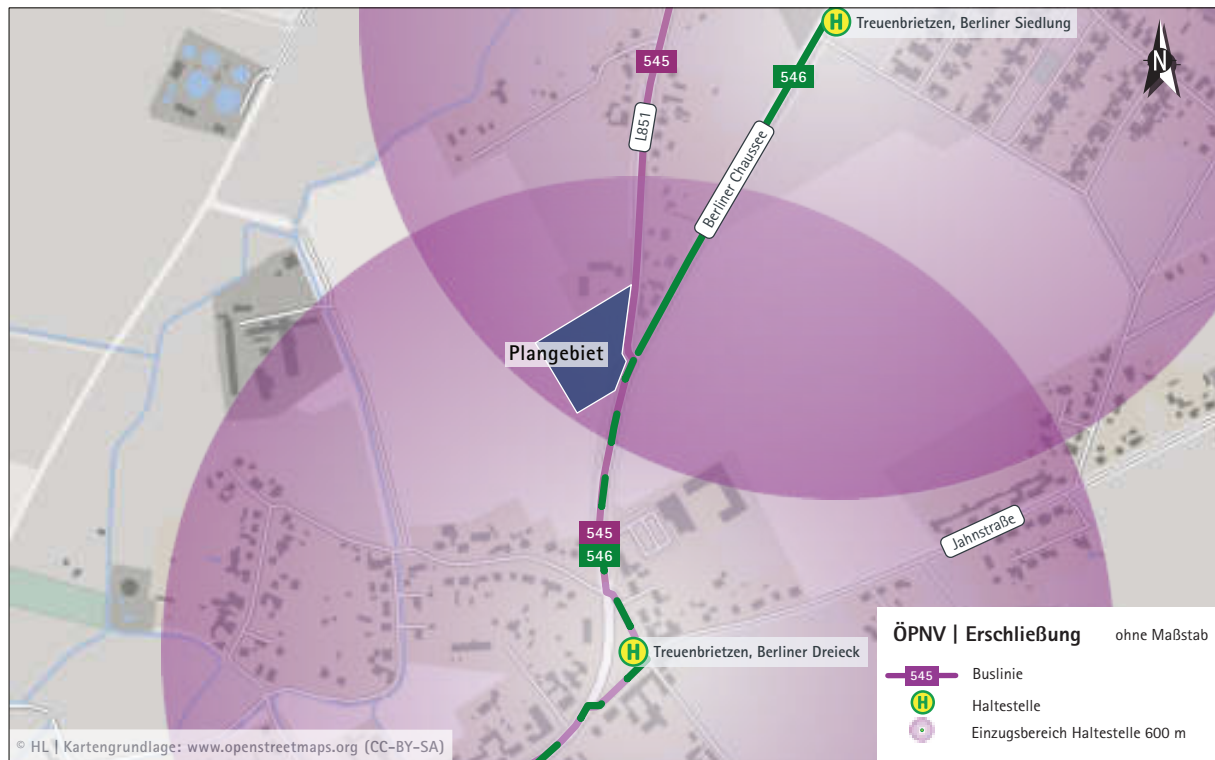 H Treuenbrietzen, Berliner Siedlung
N
545
546
L851
Berliner Chaussee
Plangebiet
545
546
Jahnstraße
H Treuenbrietzen, Berliner Dreieck
ÖPNV | Erschließung ohne Maßstab
545 Buslinie
H Haltestelle
Einzugsbereich Haltestelle 600 m
© HL | Kartengrundlage: www.openstreetmaps.org (CC-BY-SA)